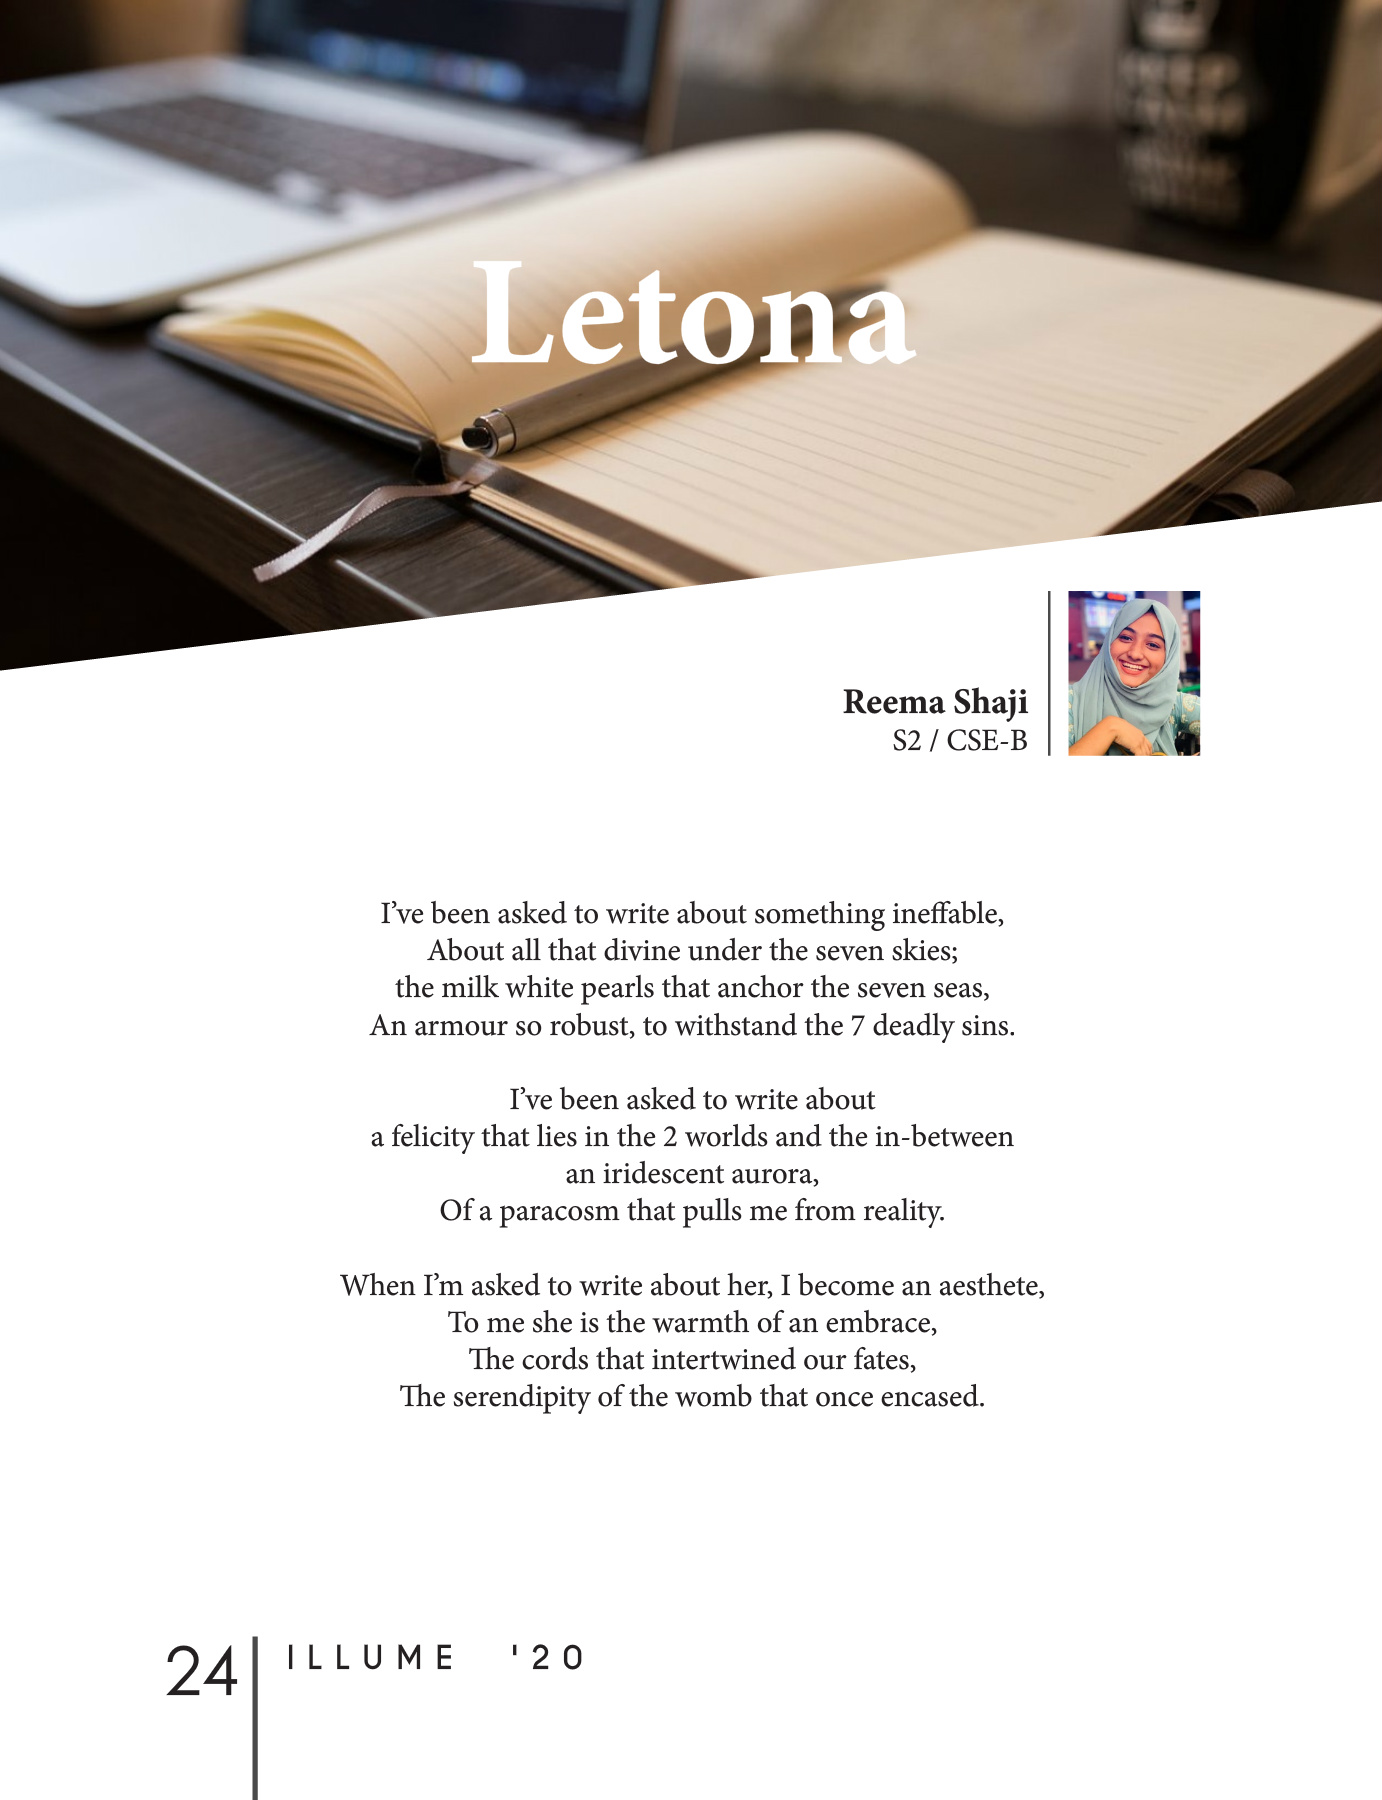 Letona
Reema Shaji
S2 / CSE-B
I’ve been asked to write about something ineffable,
About all that divine under the seven skies;
the milk white pearls that anchor the seven seas,
An armour so robust, to withstand the 7 deadly sins.
I’ve been asked to write about
a felicity that lies in the 2 worlds and the in-between
an iridescent aurora,
Of a paracosm that pulls me from reality.
When I’m asked to write about her, I become an aesthete,
To me she is the warmth of an embrace,
The cords that intertwined our fates,
The serendipity of the womb that once encased.
24
ILLUME '20